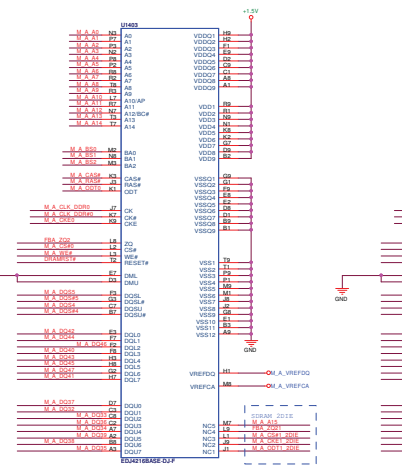 +1.5V
U1403
M_A_A0 N3 A0 VDDQ1 H9
M_A_A1 P7 A1 VDDQ2 H2
M_A_A2 P3 A2 VDDQ3 F1
M_A_A3 N2 A3 VDDQ4 E9
M_A_A4 P8 A4 VDDQ5 D2
M_A_A5 P2 A5 VDDQ6 C9
M_A_A6 R8 A6 VDDQ7 C1
M_A_A7 R2 A7 VDDQ8 A8
M_A_A8 T8 A8 VDDQ9 A1
M_A_A9 R3 A9
M_A_A10 L7 A10/AP VDD1 R9
M_A_A11 R7 A11 VDD2 R1
M_A_A12 N7 A12/BC# VDD3 N9
M_A_A13 T3 A13 VDD4 N1
M_A_A14 T7 A14 VDD5 K8
VDD6 K2
VDD7 G7
M_A_BS0 M2 BA0 VDD8 D9
M_A_BS1 N8 BA1 VDD9 B2
M_A_BS2 M3 BA2
M_A_CAS# K3 CAS# VSSQ1 G9
M_A_RAS# J3 RAS# VSSQ2 G1
M_A_ODT0 K1 ODT VSSQ3 F9
VSSQ4 E8
VSSQ5 E2
M_A_CLK_DDR0 J7 CK VSSQ6 D8
M_A_CLK_DDR#0 K7 CK# VSSQ7 D1
M_A_CKE0 K9 CKE VSSQ8 B9
VSSQ9 B1
FBA_ZQ2 L8 ZQ
M_A_CS#0 L2 CS#
M_A_WE# L3 WE#
DRAMRST# T2 RESET# VSS1 T9
VSS2 T1
E7 DML VSS3 P9
D3 DMU VSS4 P1
VSS5 M9
M_A_DQS5 F3 DQSL VSS6 M1
M_A_DQS#5 G3 DQSL# VSS7 J8
M_A_DQS4 C7 DQSU VSS8 J2
M_A_DQS#4 B7 DQSU# VSS9 G8
VSS10 E1
VSS11 B3
M_A_DQ42 E3 DQL0 VSS12 A9
M_A_DQ44 F7 DQL1
M_A_DQ46 F2 DQL2
M_A_DQ40 F8 DQL3
M_A_DQ43 H3 DQL4
M_A_DQ45 H8 DQL5
M_A_DQ47 G2 DQL6
M_A_DQ41 H7 DQL7
GND
GND
VREFDQ H1 M_A_VREFDQ
VREFCA M8 M_A_VREFCA
M_A_DQ37 D7 DQU0
M_A_DQ32 C3 DQU1
M_A_DQ33 C8 DQU2
M_A_DQ36 C2 DQU3
M_A_DQ34 A7 DQU4
M_A_DQ39 A2 DQU5
M_A_DQ38 B8 DQU6
M_A_DQ35 A3 DQU7
SDRAM 2DIE
NC5 M7 M_A_A15
NC4 L9 FBA_ZQ21
NC3 L1 M_A_CS#1_2DIE
NC2 J9 M_A_CKE1_2DIE
NC1 J1 M_A_ODT1_2DIE
EDJ4216BASE-DJ-F